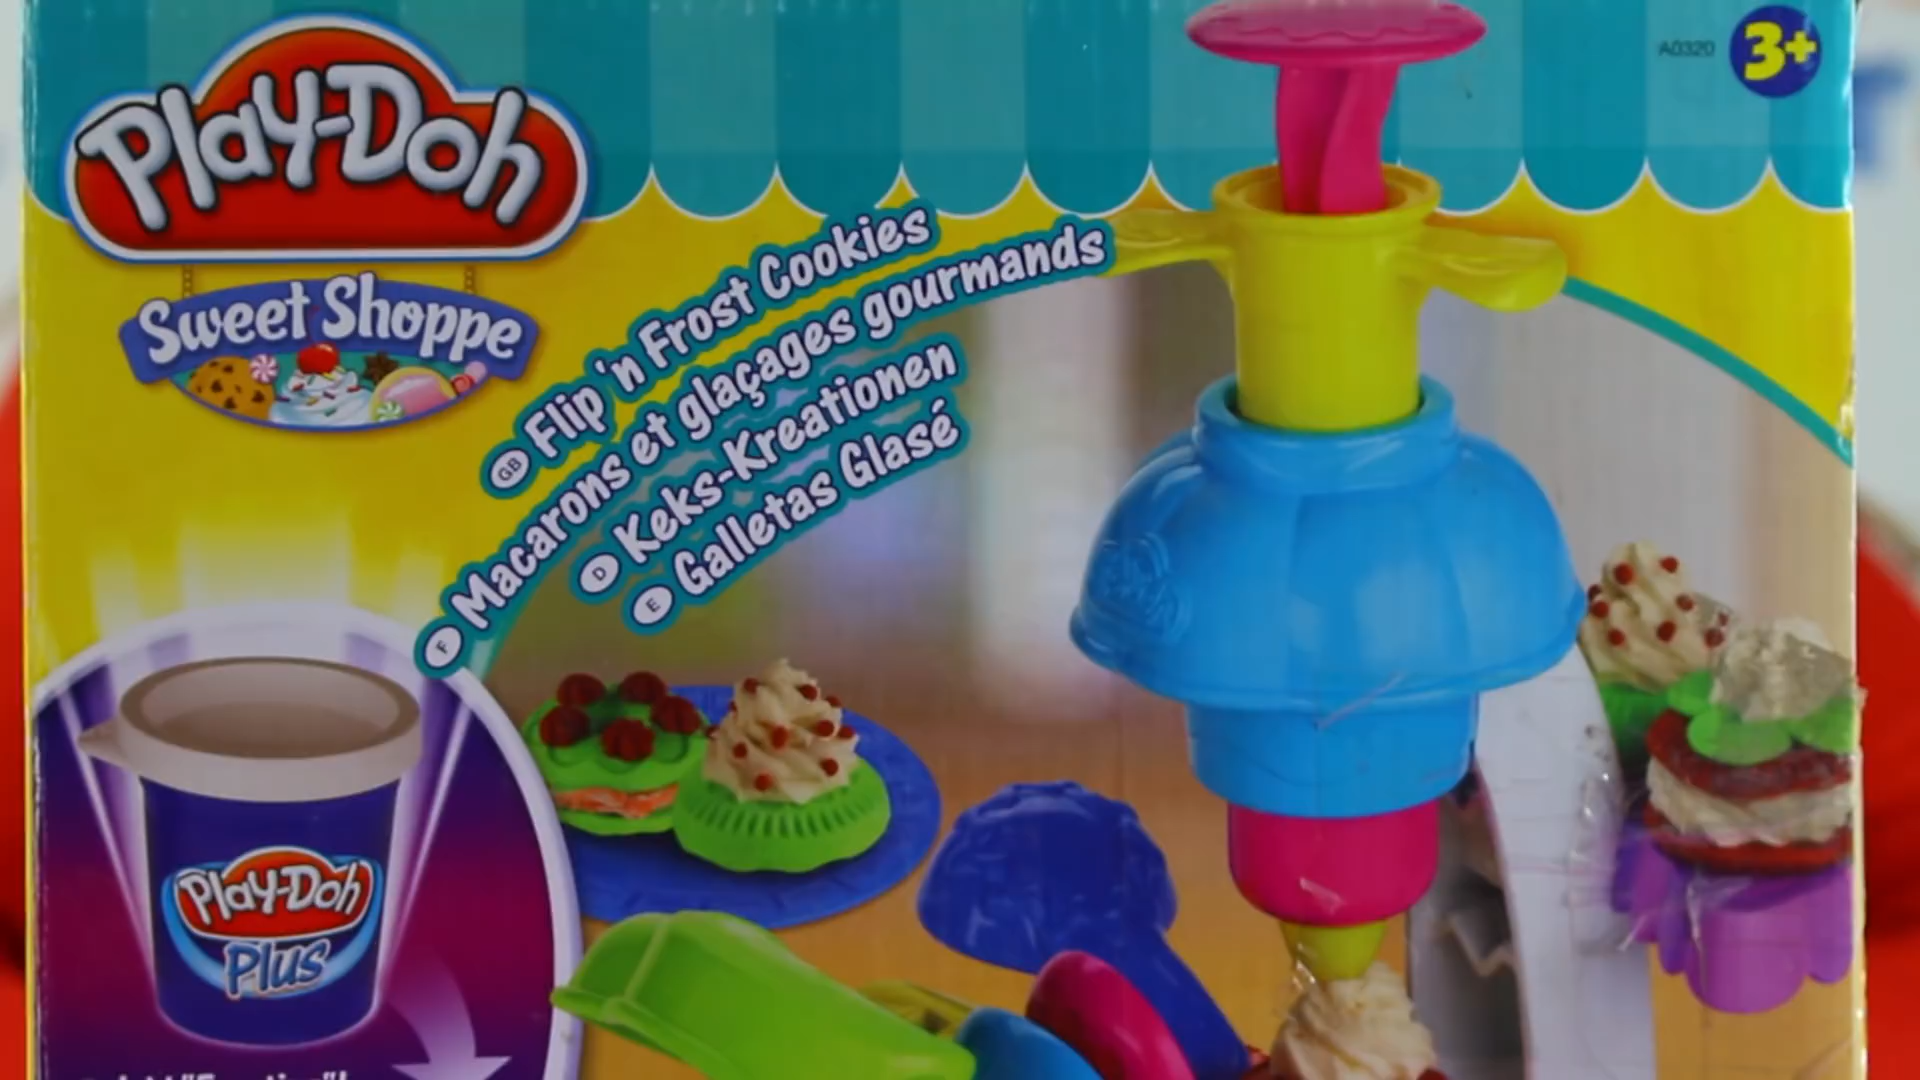 A0320
3+
Play-Doh
Sweet Shoppe
GB Flip 'n Frost Cookies
F Macarons et glaçages gourmands
D Keks-Kreationen
E Galletas Glasé
Play-Doh
Plus